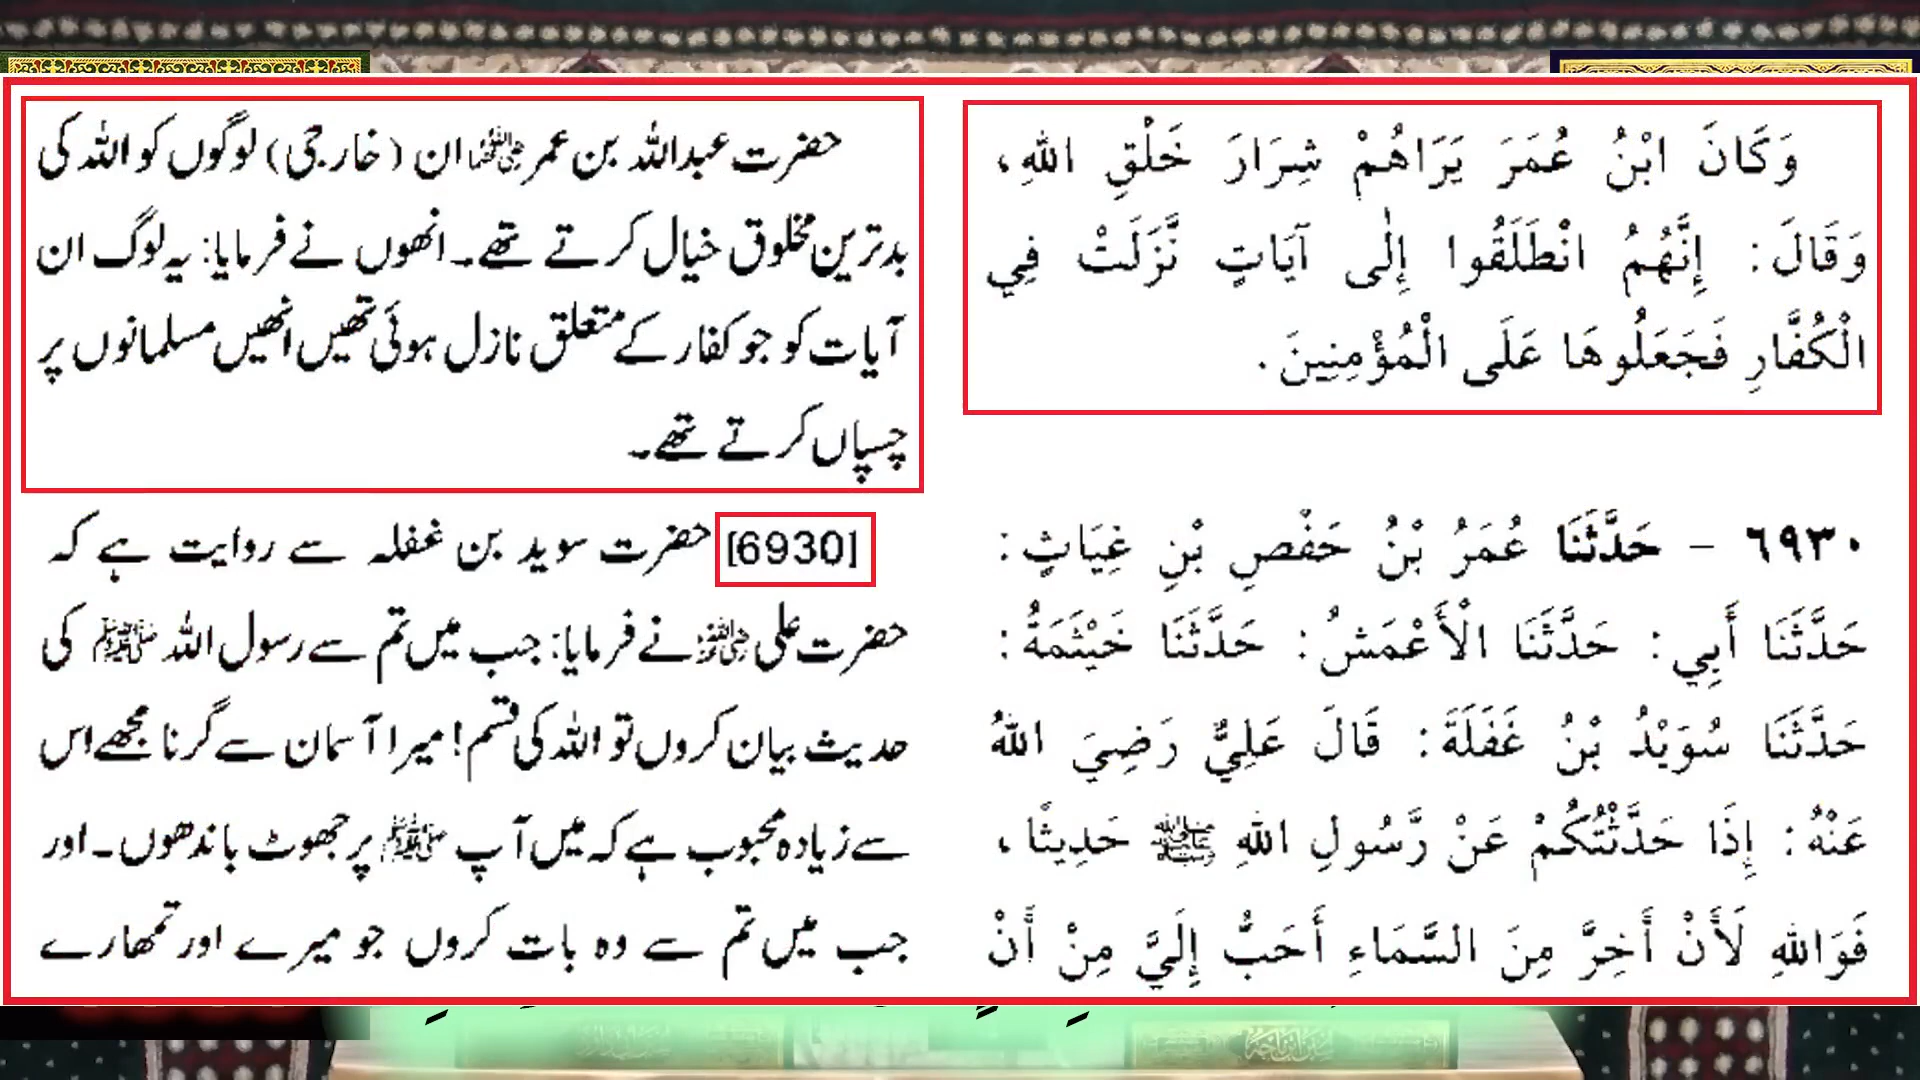 وَكَانَ ابْنُ عُمَرَ يَرَاهُمْ شِرَارَ خَلْقِ اللهِ،
وَقَالَ: إِنَّهُمُ انْطَلَقُوا إِلٰى آيَاتٍ نَّزَلَتْ فِي
الْكُفَّارِ فَجَعَلُوهَا عَلَى الْمُؤْمِنِينَ.
٦٩٣٠ - حَدَّثَنَا عُمَرُ بْنُ حَفْصِ بْنِ غِيَاثٍ:
حَدَّثَنَا أَبِي: حَدَّثَنَا الْأَعْمَشُ: حَدَّثَنَا خَيْثَمَةُ:
حَدَّثَنَا سُوَيْدُ بْنُ غَفَلَةَ: قَالَ عَلِيٌّ رَضِيَ اللهُ
عَنْهُ: إِذَا حَدَّثْتُكُمْ عَنْ رَّسُولِ اللهِ ﷺ حَدِيثًا،
فَوَاللهِ لَأَنْ أَخِرَّ مِنَ السَّمَاءِ أَحَبُّ إِلَيَّ مِنْ أَنْ
حضرت عبداللہ بن عمر ان (خارجی) لوگوں کو اللہ کی
بدترین مخلوق خیال کرتے تھے۔ انھوں نے فرمایا: یہ لوگ ان
آیات کو جو کفار کے متعلق نازل ہوئی تھیں انھیں مسلمانوں پر
چسپاں کرتے تھے۔
[6930] حضرت سوید بن غفلہ سے روایت ہے کہ
حضرت علی نے فرمایا: جب میں تم سے رسول اللہ ﷺ کی
حدیث بیان کروں تو اللہ کی قسم! میرا آسمان سے گرنا مجھے اس
سے زیادہ محبوب ہے کہ میں آپ ﷺ پر جھوٹ باندھوں۔ اور
جب میں تم سے وہ بات کروں جو میرے اور تمھارے